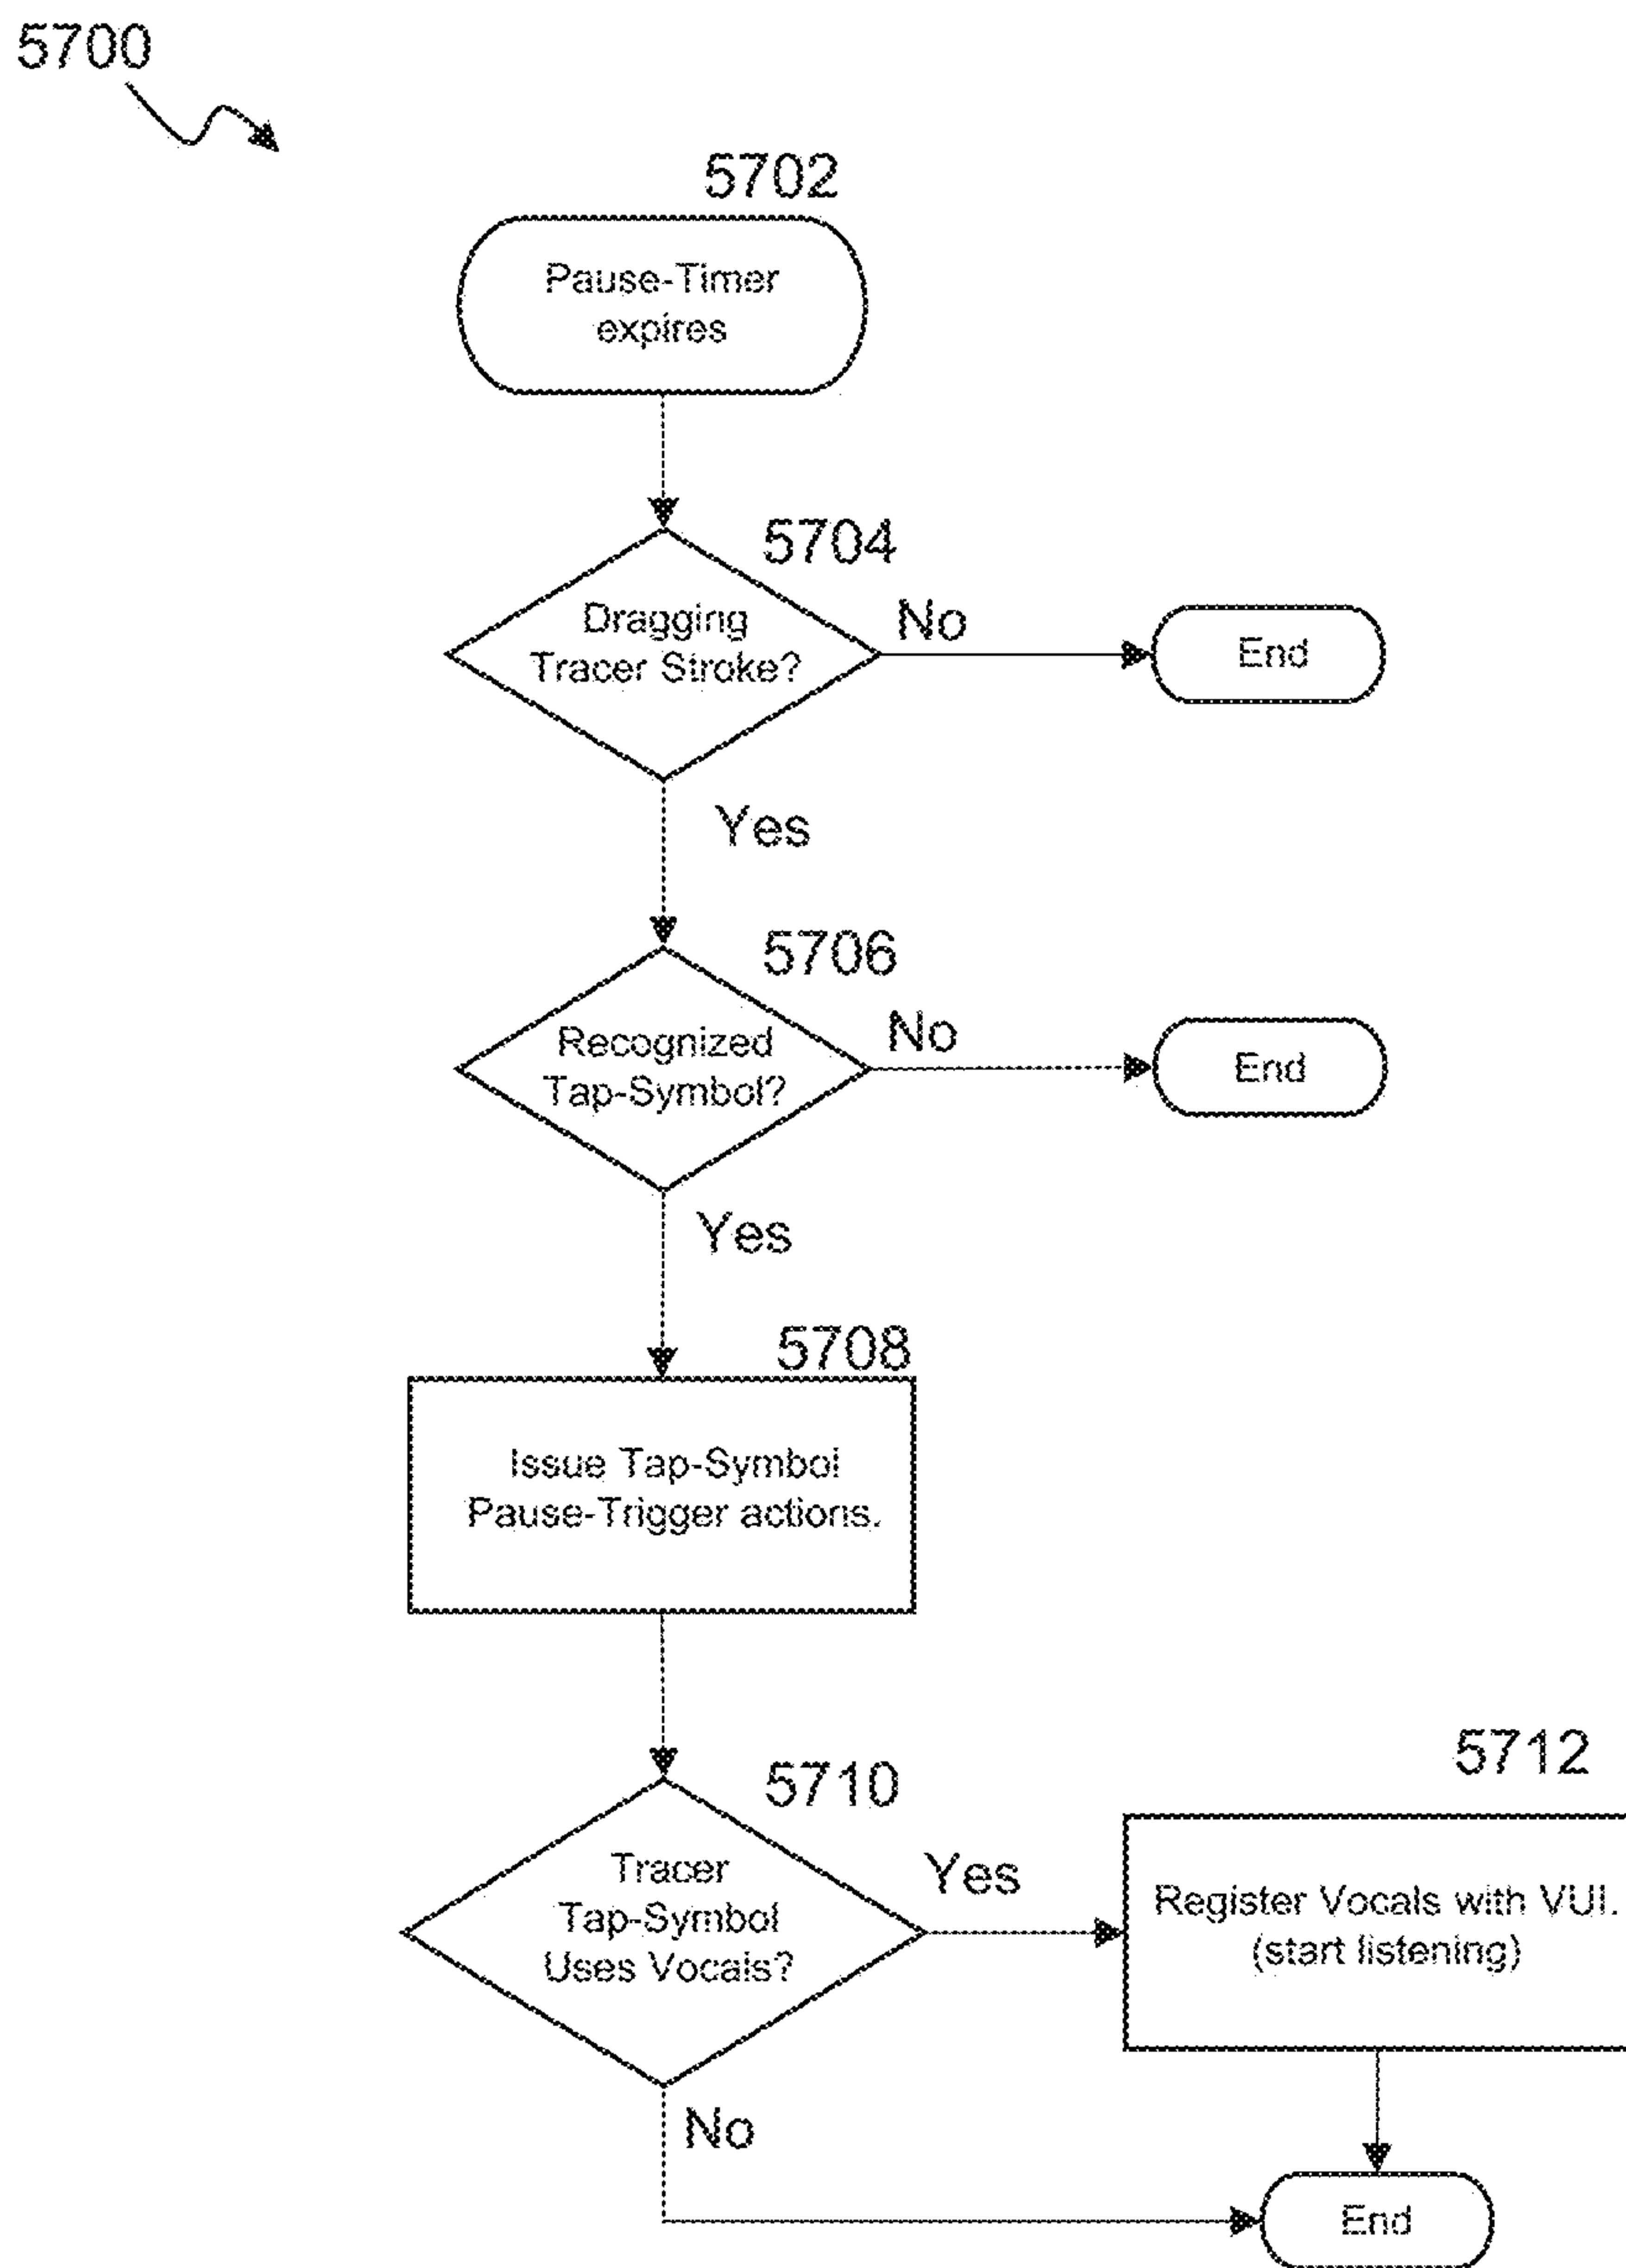 5700
5702
Pause-Timer
expires
5704
Dragging
Tracer Stroke?
No
End
Yes
5706
Recognized
Tap-Symbol?
No
End
Yes
5708
Issue Tap-Symbol
Pause-Trigger actions.
5710
Tracer
Tap-Symbol
Uses Vocals?
Yes
5712
Register Vocals with VUI.
(start listening)
No
End